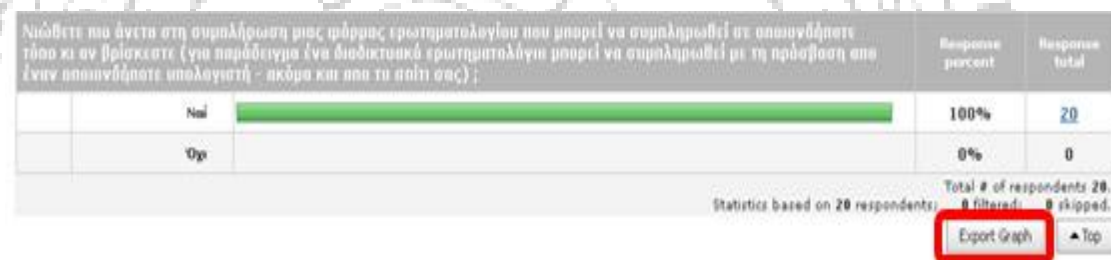 Νιώθετε πιο άνετα στη συμπλήρωση μιας φόρμας ερωτηματολογίου που μπορεί να συμπληρωθεί σε οποιονδήποτε
τόπο κι αν βρίσκεστε (για παράδειγμα ένα διαδικτυακό ερωτηματολόγιο μπορεί να συμπληρωθεί με τη πρόσβαση απο
έναν οποιονδήποτε υπολογιστή - ακόμα και απο το σπίτι σας) ;
Response percent
Response total
Ναί 100% 20
Όχι 0% 0
Total # of respondents 20.
Statistics based on 20 respondents; 0 filtered; 0 skipped.
Export Graph ▲Top